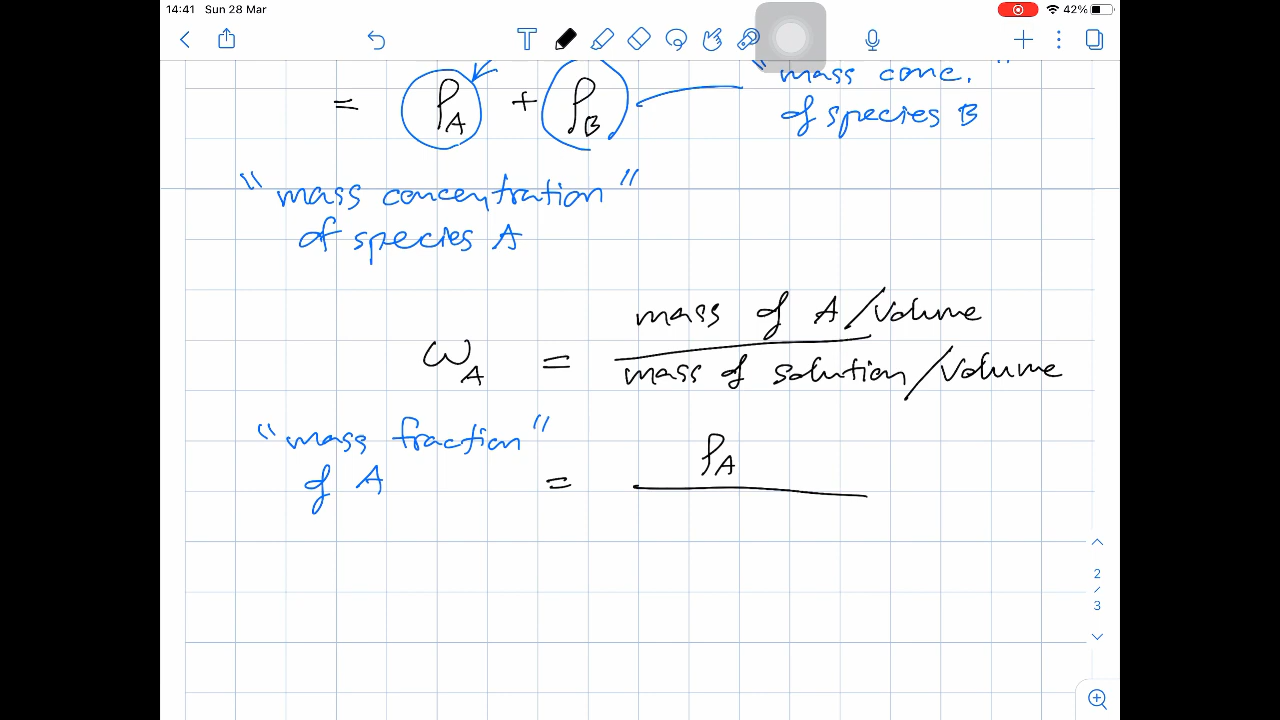 14:41 Sun 28 Mar 42%
T
"mass conc."
= ρA + ρB of species B
"mass concentration"
of species A
mass of A/Volume
ωA = mass of solution/Volume
"mass fraction"
of A = ρA
2
/
3